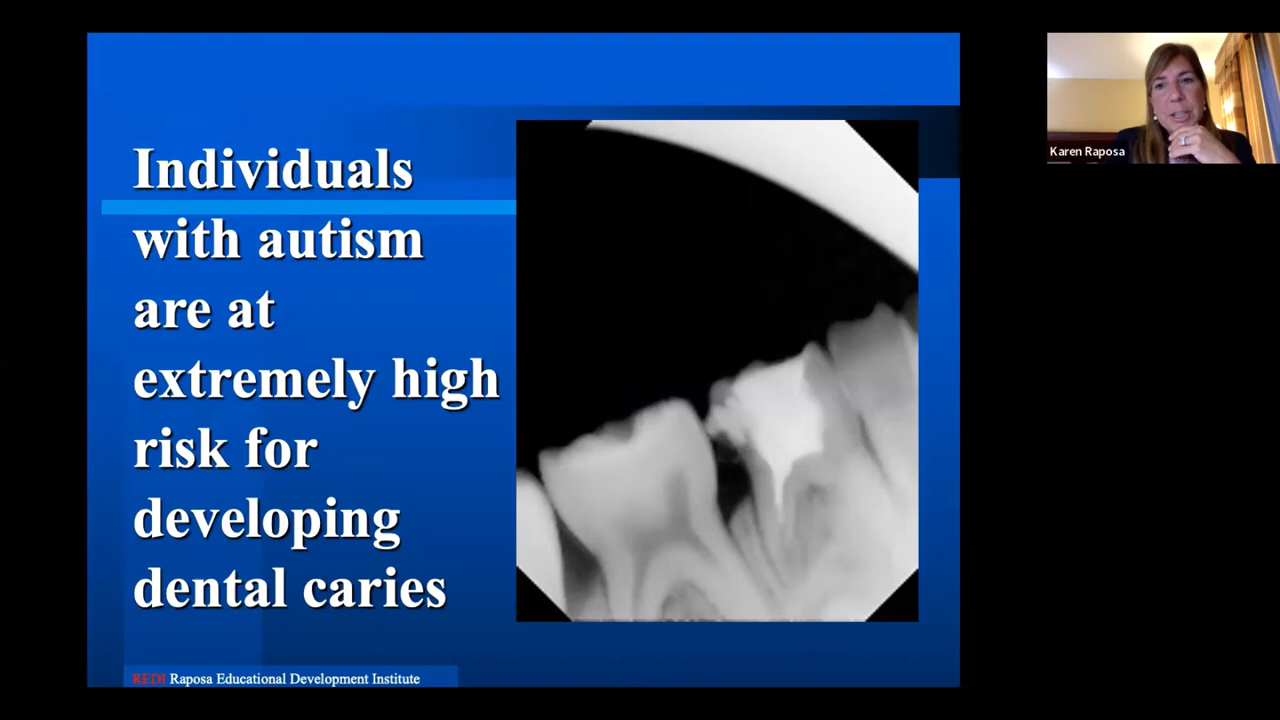 Individuals
with autism
are at
extremely high
risk for
developing
dental caries
REDI Raposa Educational Development Institute
Karen Raposa